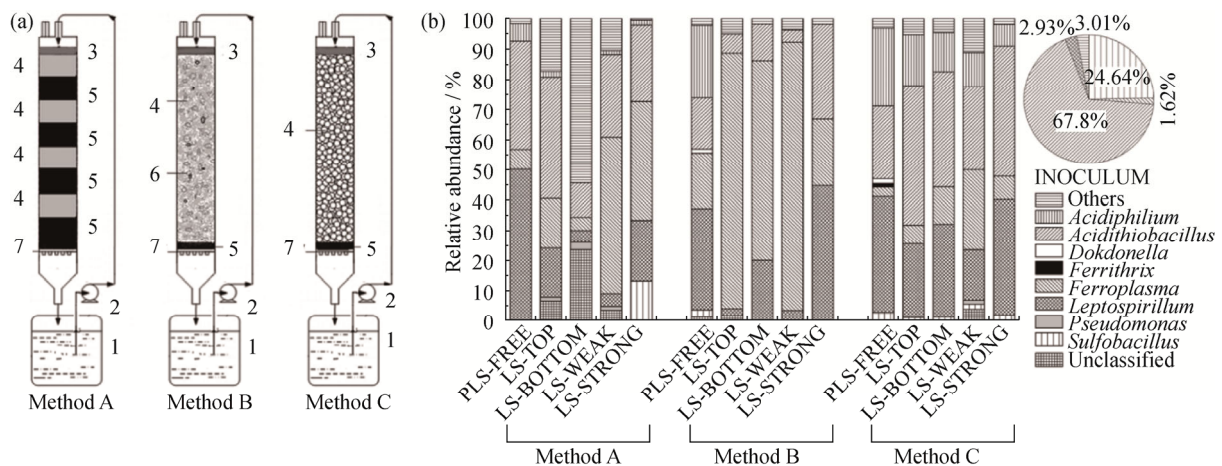 (a)
3
4
5
4
5
4
5
4
5
7
2
1
Method A
3
4
6
7
5
2
1
Method B
3
4
7
5
2
1
Method C
(b)
Relative abundance / %
100
90
80
70
60
50
40
30
20
10
0
PLS-FREE
LS-TOP
LS-BOTTOM
LS-WEAK
LS-STRONG
Method A
PLS-FREE
LS-TOP
LS-BOTTOM
LS-WEAK
LS-STRONG
Method B
PLS-FREE
LS-TOP
LS-BOTTOM
LS-WEAK
LS-STRONG
Method C
2.93%
3.01%
24.64%
1.62%
67.8%
INOCULUM
Others
Acidiphilium
Acidithiobacillus
Dokdonella
Ferrithrix
Ferroplasma
Leptospirillum
Pseudomonas
Sulfobacillus
Unclassified